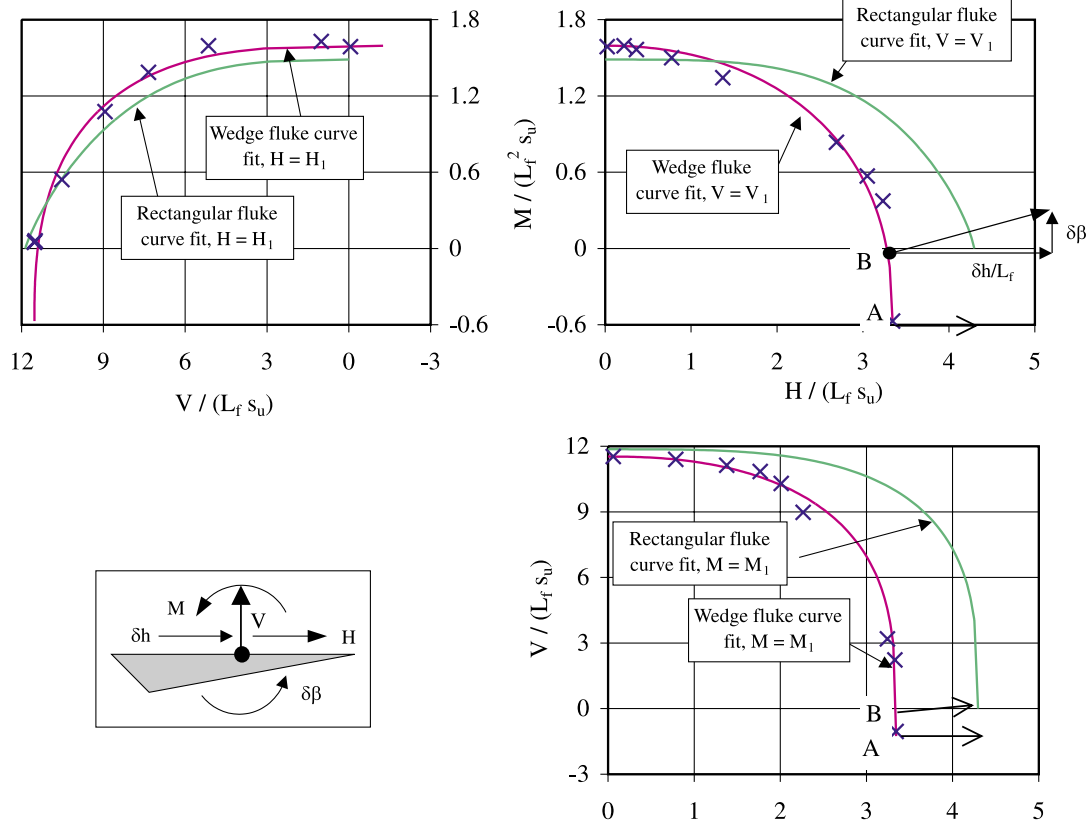 1.8
1.2
0.6
0
-0.6
12
9
6
3
0
-3
V / (L_f s_u)
Wedge fluke curve
fit, H = H_1
Rectangular fluke
curve fit, H = H_1
M / (L_f^2 s_u)
1.8
1.2
0.6
0
-0.6
0
1
2
3
4
5
H / (L_f s_u)
Rectangular fluke
curve fit, V = V_1
Wedge fluke
curve fit, V = V_1
B
A
δβ
δh/L_f
M
V
δh
H
δβ
V / (L_f s_u)
12
9
6
3
0
-3
0
1
2
3
4
5
Rectangular fluke
curve fit, M = M_1
Wedge fluke curve
fit, M = M_1
B
A